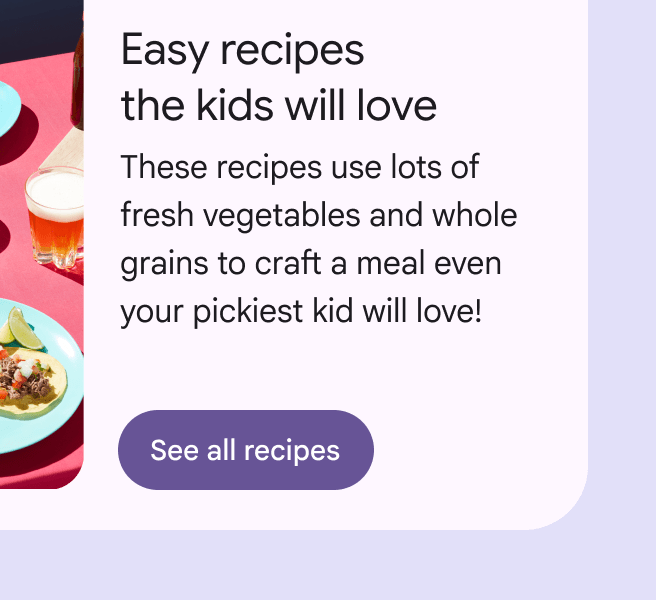 Easy recipes
the kids will love
These recipes use lots of
fresh vegetables and whole
grains to craft a meal even
your pickiest kid will love!
See all recipes